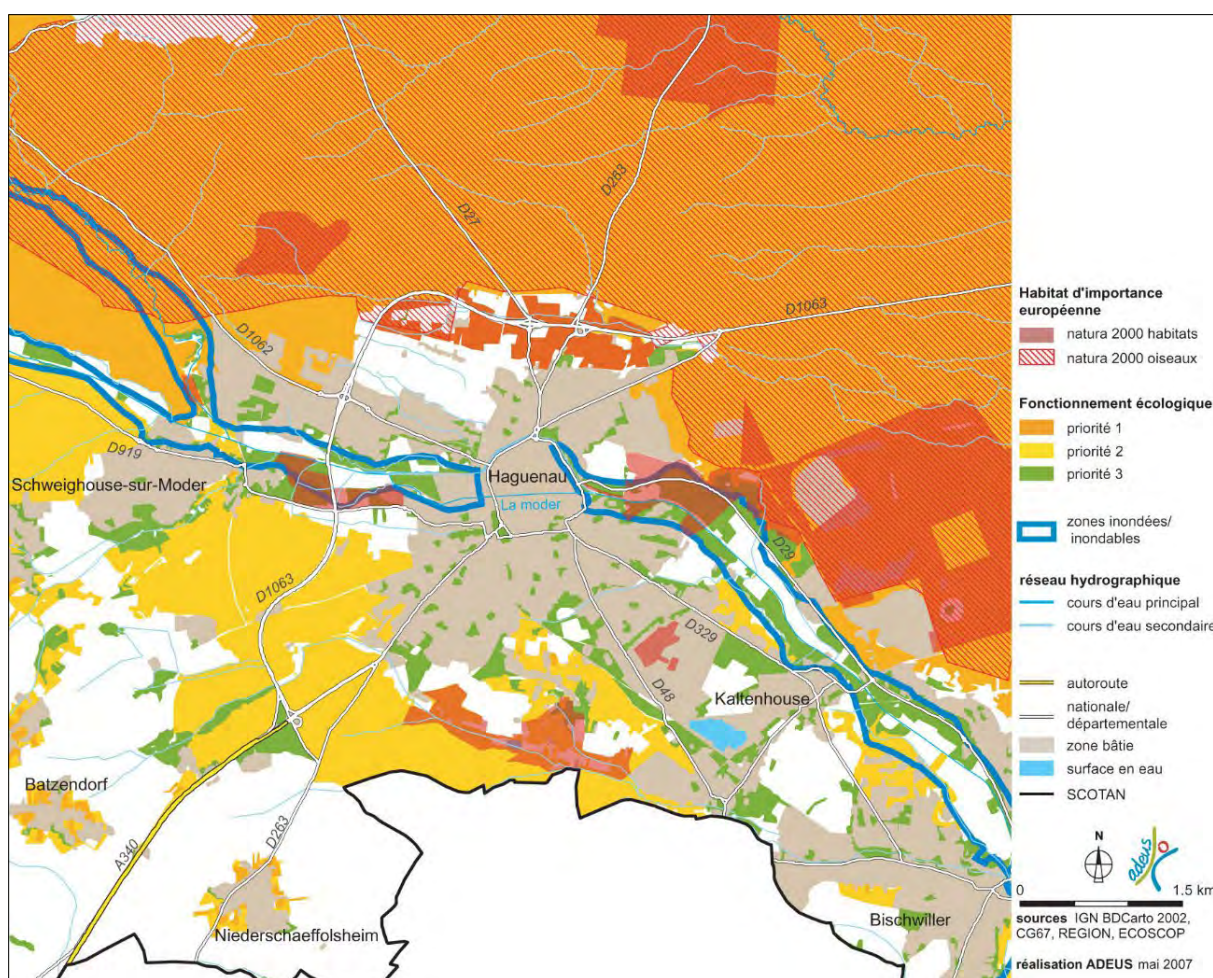 D27
D263
D1063
D1062
D919
Schweighouse-sur-Moder
Haguenau
La moder
D29
D1063
D329
D48
Kaltenhouse
Batzendorf
A340
D263
Niederschaeffolsheim
Bischwiller
Habitat d'importance
européenne
natura 2000 habitats
natura 2000 oiseaux
Fonctionnement écologique
priorité 1
priorité 2
priorité 3
zones inondées/
inondables
réseau hydrographique
cours d'eau principal
cours d'eau secondaire
autoroute
nationale/
départementale
zone bâtie
surface en eau
SCOTAN
N
adeus
0 1.5 km
sources IGN BDCarto 2002,
CG67, REGION, ECOSCOP
réalisation ADEUS mai 2007